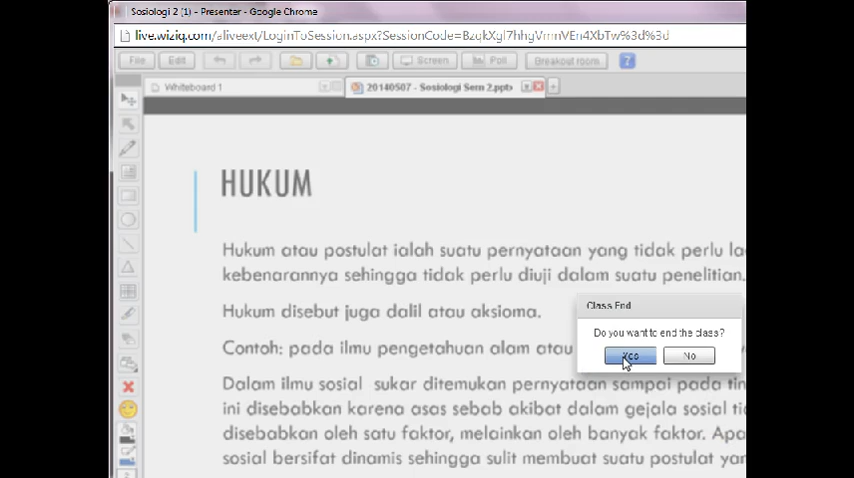 Sosiologi 2 (1) - Presenter - Google Chrome
live.wiziq.com/aliveext/LoginToSession.aspx?SessionCode=BzqkXgl7hhgVmnVEn4XbTw%3d%3d
File Edit Screen Poll Breakout room
Whiteboard 1 20140507 - Sosiologi Sem 2.pptx
HUKUM
Hukum atau postulat ialah suatu pernyataan yang tidak perlu
kebenarannya sehingga tidak perlu diuji dalam suatu penelitian.
Hukum disebut juga dalil atau aksioma.
Class End
Do you want to end the class?
Yes No
Contoh: pada ilmu pengetahuan alam atau
Dalam ilmu sosial sukar ditemukan pernyataan sampai pada
ini disebabkan karena asas sebab akibat dalam gejala sosial
disebabkan oleh satu faktor, melainkan oleh banyak faktor.
sosial bersifat dinamis sehingga sulit membuat suatu postulat